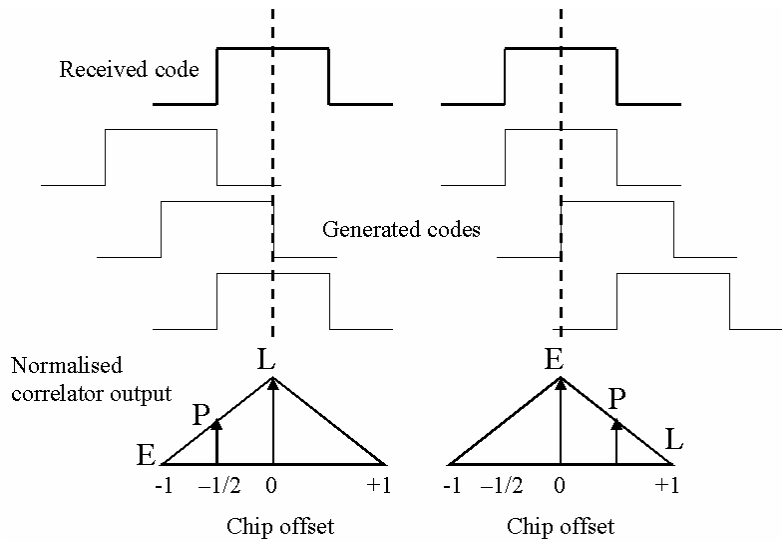 Received code
Generated codes
Normalised
correlator output
L
P
E
E
P
L
-1 –1/2 0 +1
-1 –1/2 0 +1
Chip offset
Chip offset